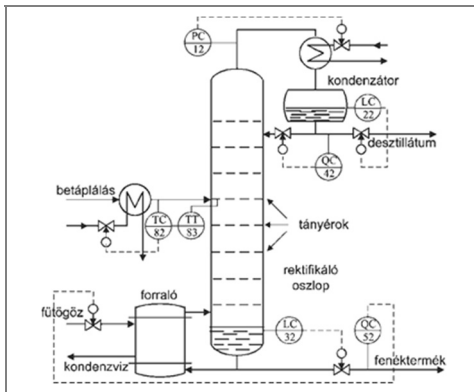 PC
12
kondenzátor
LC
22
desztillátum
QC
42
betáplálás
TC
82
TT
83
tányérok
rektifikáló
oszlop
forraló
fűtőgőz
LC
32
QC
52
kondenzvíz
fenéktermék